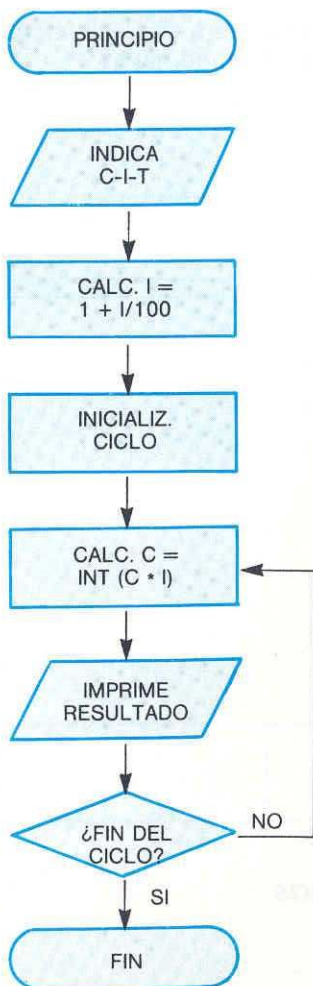 PRINCIPIO
INDICA
C-I-T
CALC. I =
1 + I/100
INICIALIZ.
CICLO
CALC. C =
INT (C * I)
IMPRIME
RESULTADO
¿FIN DEL
CICLO?
NO
SI
FIN